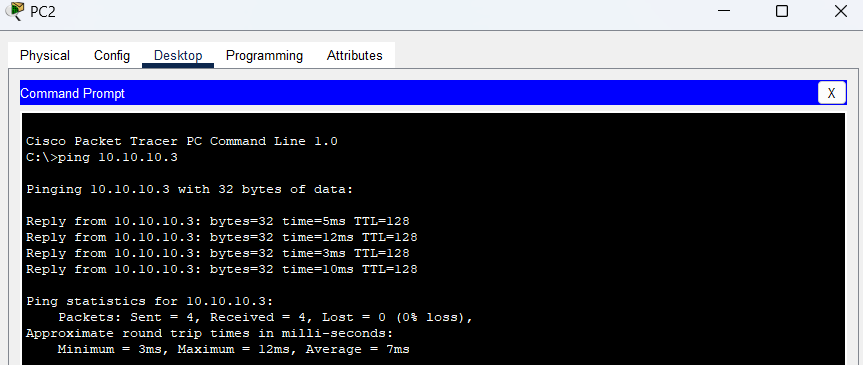 PC2
Physical Config Desktop Programming Attributes
Command Prompt X
Cisco Packet Tracer PC Command Line 1.0
C:\>ping 10.10.10.3
Pinging 10.10.10.3 with 32 bytes of data:
Reply from 10.10.10.3: bytes=32 time=5ms TTL=128
Reply from 10.10.10.3: bytes=32 time=12ms TTL=128
Reply from 10.10.10.3: bytes=32 time=3ms TTL=128
Reply from 10.10.10.3: bytes=32 time=10ms TTL=128
Ping statistics for 10.10.10.3:
Packets: Sent = 4, Received = 4, Lost = 0 (0% loss),
Approximate round trip times in milli-seconds:
Minimum = 3ms, Maximum = 12ms, Average = 7ms